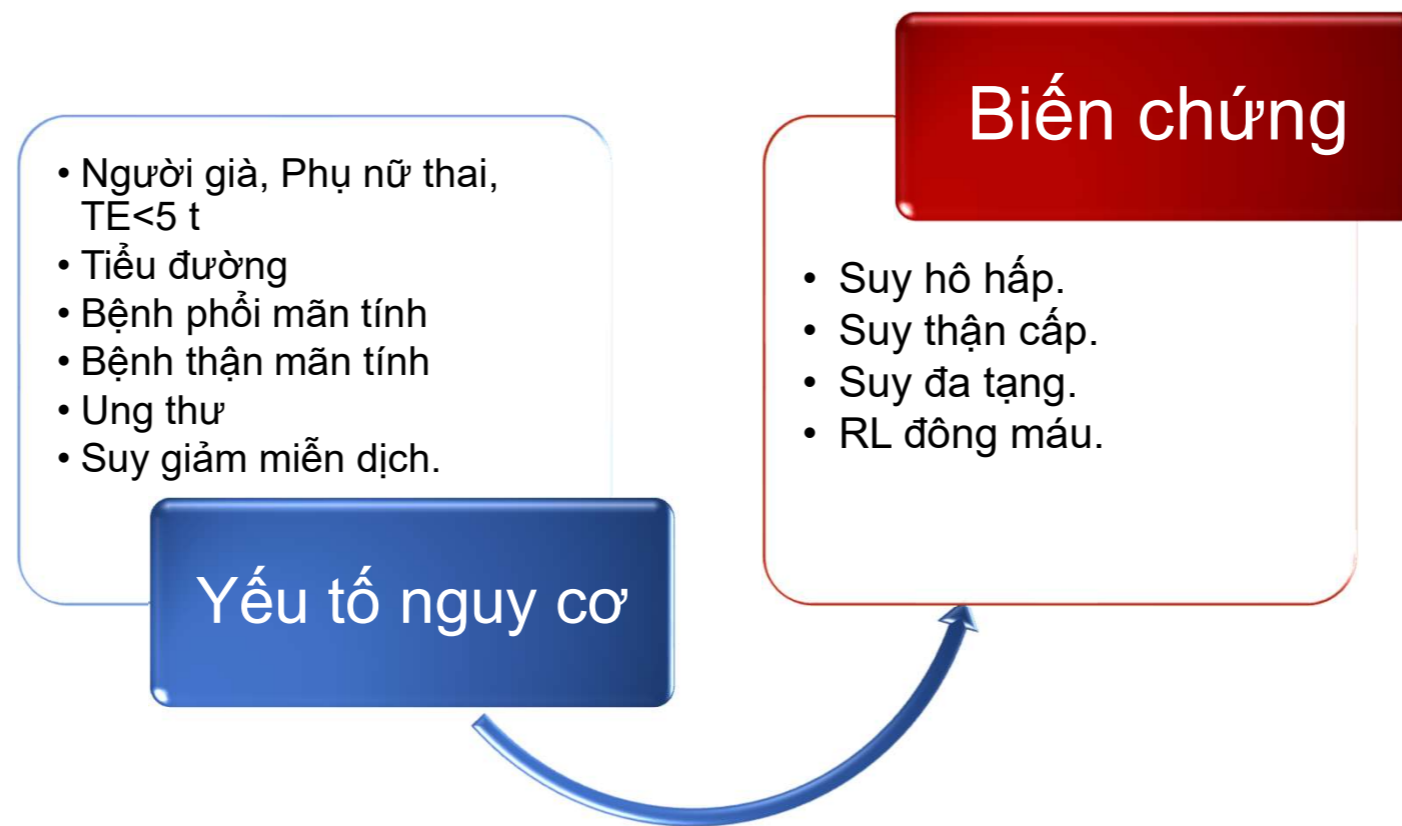 • Người già, Phụ nữ thai,
TE<5 t
• Tiểu đường
• Bệnh phổi mãn tính
• Bệnh thận mãn tính
• Ung thư
• Suy giảm miễn dịch.
Yếu tố nguy cơ
Biến chứng
• Suy hô hấp.
• Suy thận cấp.
• Suy đa tạng.
• RL đông máu.